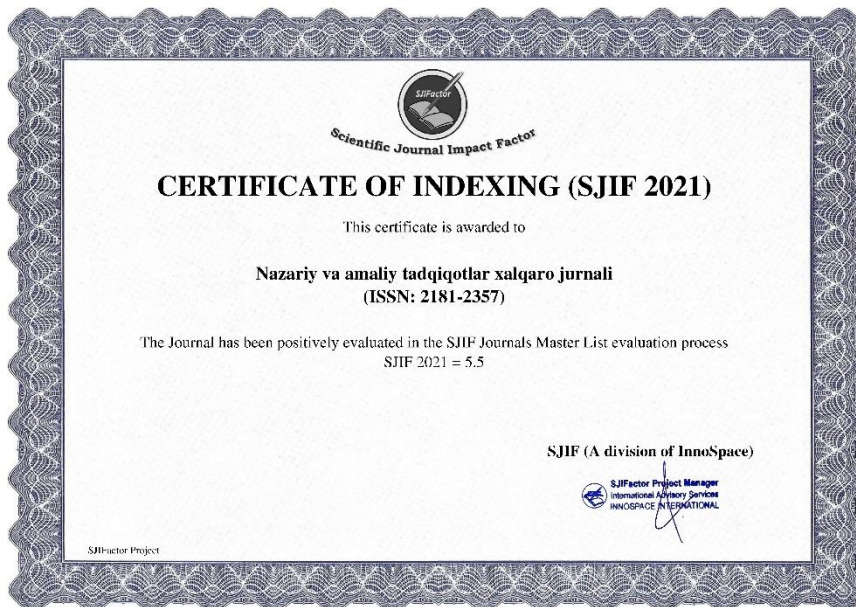 SJIFactor
Scientific Journal Impact Factor
CERTIFICATE OF INDEXING (SJIF 2021)
This certificate is awarded to
Nazariy va amaliy tadqiqotlar xalqaro jurnali
(ISSN: 2181-2357)
The Journal has been positively evaluated in the SJIF Journals Master List evaluation process
SJIF 2021 = 5.5
SJIF (A division of InnoSpace)
SJIFactor Project Manager
International Advisory Services
INNOSPACE INTERNATIONAL
SJIFactor Project